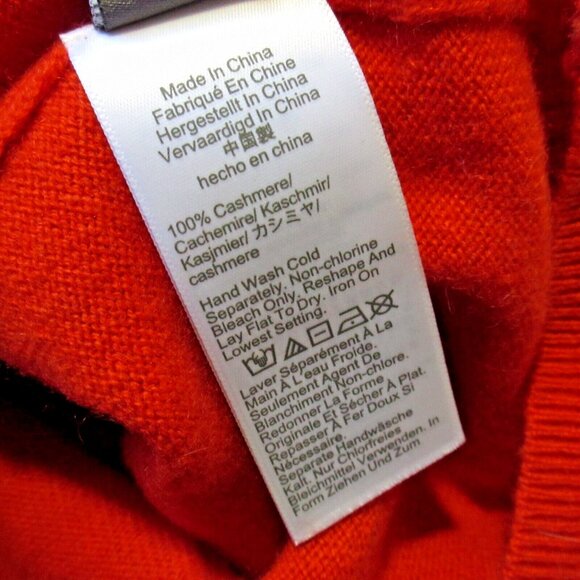 Made In China
Fabriqué En Chine
Hergestellt In China
Vervaardigd In China
中国製
hecho en china
100% Cashmere/
Cachemire/ Kaschmir/
Kasjmier/ カシミヤ/
cashmere
Hand Wash Cold
Separately, Non-chlorine
Bleach Only, Reshape And
Lay Flat To Dry. Iron On
Lowest Setting.
Laver Séparément À La
Main À L'eau Froide.
Seulement Agent De
Blanchiment Non-chlore.
Redonner La Forme
Originale Et Sécher À Plat.
Repasser À Fer Doux Si
Nécessaire.
Separate Handwäsche
Kalt. Nur Chlorfreies
Bleichmittel Verwenden. In
Form Ziehen Und Zum